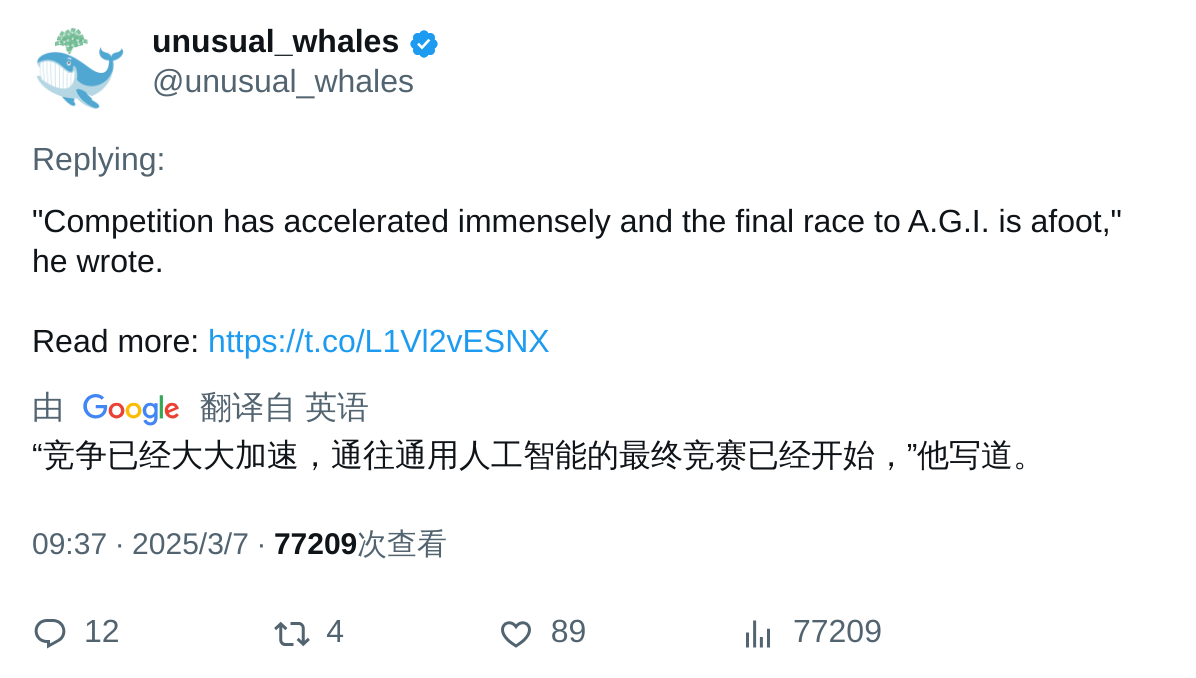 unusual_whales
@unusual_whales
Replying:
"Competition has accelerated immensely and the final race to A.G.I. is afoot,"
he wrote.
Read more: https://t.co/L1Vl2vESNX
由 Google 翻译自 英语
“竞争已经大大加速，通往通用人工智能的最终竞赛已经开始，”他写道。
09:37 · 2025/3/7 · 77209次查看
12 4 89 77209